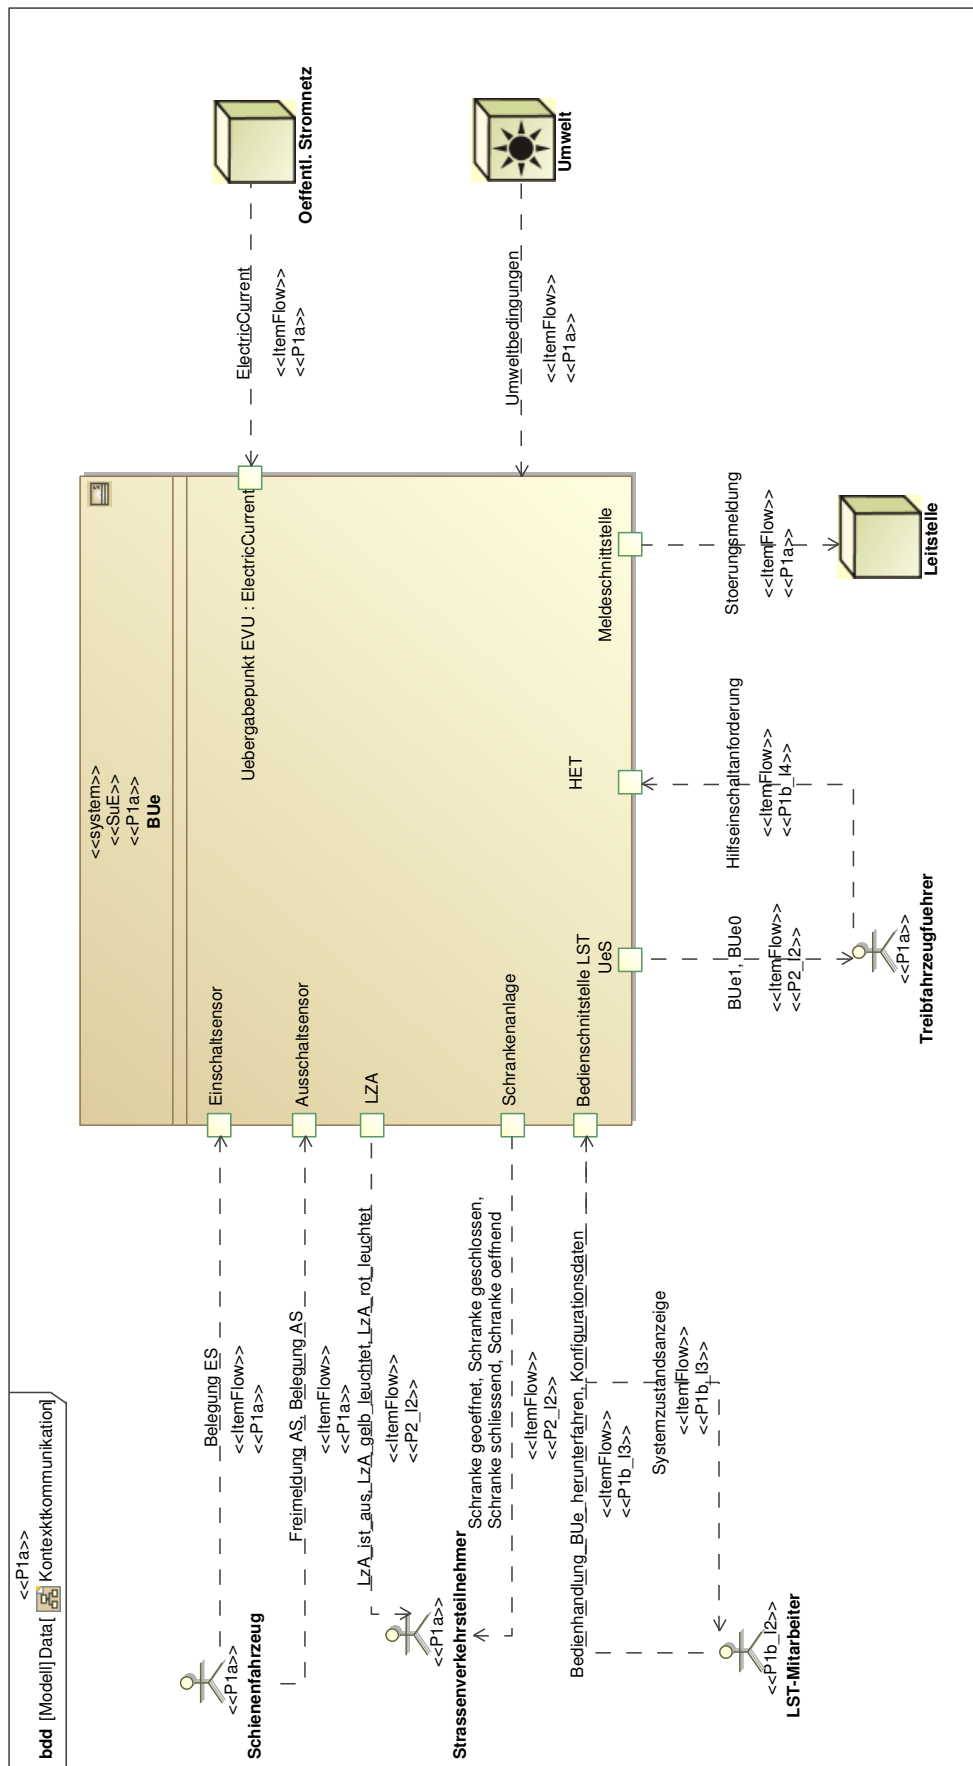 <<P1a>>
bdd [Modell] Data[ Kontextkommunikation]
Schienenfahrzeug
<<P1a>>
Belegung ES
<<ItemFlow>>
<<P1a>>
Freimeldung AS, Belegung AS
<<ItemFlow>>
<<P1a>>
LzA_ist_aus, LzA_gelb_leuchtet, LzA_rot_leuchtet
<<ItemFlow>>
<<P2_I2>>
<<P1a>>
Strassenverkehrsteilnehmer
Schranke geoeffnet, Schranke geschlossen,
Schranke schliessend, Schranke oeffnend
<<ItemFlow>>
<<P2_I2>>
Bedienhandlung_BUe_herunterfahren, Konfigurationsdaten
<<ItemFlow>>
<<P1b_I3>>
Systemzustandsanzeige
<<ItemFlow>>
<<P1b_I3>>
<<P1b_I2>>
LST-Mitarbeiter
<<system>>
<<SuE>>
<<P1a>>
BUe
Einschaltsensor
Ausschaltsensor
LZA
Schrankenanlage
Bedienschnitstelle LST
UeS
HET
Meldeschnittstelle
Uebergabepunkt EVU : ElectricCurrent
BUe1, BUe0
<<ItemFlow>>
<<P2_I2>>
Hilfseinschaltanforderung
<<ItemFlow>>
<<P1b_I4>>
<<P1a>>
Treibfahrzeugfuehrer
Stoerungsmeldung
<<ItemFlow>>
<<P1a>>
Leitstelle
ElectricCurrent
<<ItemFlow>>
<<P1a>>
Oeffentl. Stromnetz
Umweltbedingungen
<<ItemFlow>>
<<P1a>>
Umwelt